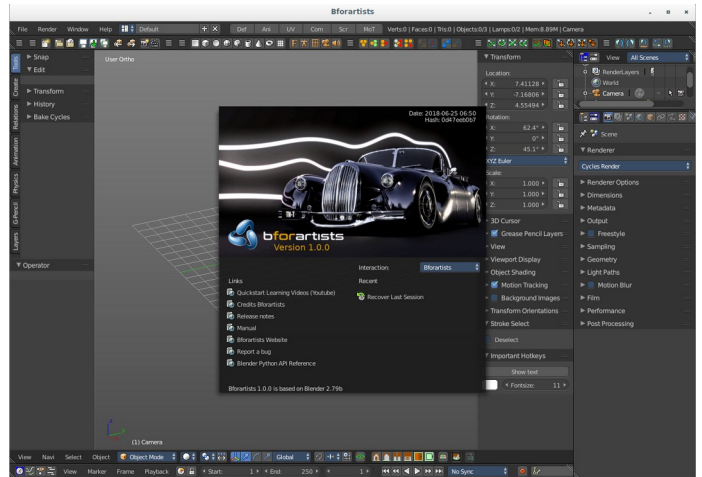 Bforartists
File Render Window Help Default Def Ani UV Com Scr MoT Verts:0 | Faces:0 | Tris:0 | Objects:0/3 | Lamps:0/2 | Mem:8.89M | Camera
Tools
Create
Relations
Animation
Physics
G-Pencil
Layers
Snap
Edit
Transform
History
Bake Cycles
Operator
User Ortho
Date: 2018-06-25 06:50
Hash: 0d47eeb0b7
bforartists
Version 1.0.0
Interaction: Bforartists
Links
Recent
Quickstart Learning Videos (Youtube)
Recover Last Session
Credits Bforartists
Release notes
Manual
Bforartists Website
Report a bug
Blender Python API Reference
Bforartists 1.0.0 is based on Blender 2.79b
(1) Camera
Transform
Location:
X: 7.41128
Y: -7.16806
Z: 4.55494
Rotation:
X: 62.4°
Y: 0°
Z: 45.1°
XYZ Euler
Scale:
X: 1.000
Y: 1.000
Z: 1.000
3D Cursor
Grease Pencil Layers
View
Viewport Display
Object Shading
Motion Tracking
Background Images
Transform Orientations
Stroke Select
Deselect
Important Hotkeys
Show text
Fontsize: 11
View All Scenes
RenderLayers
World
Camera
Scene
Renderer
Cycles Render
Renderer Options
Dimensions
Metadata
Output
Freestyle
Sampling
Geometry
Light Paths
Motion Blur
Film
Performance
Post Processing
View Navi Select Object Object Mode Global
View Marker Frame Playback Start: 1 End: 250 1 No Sync